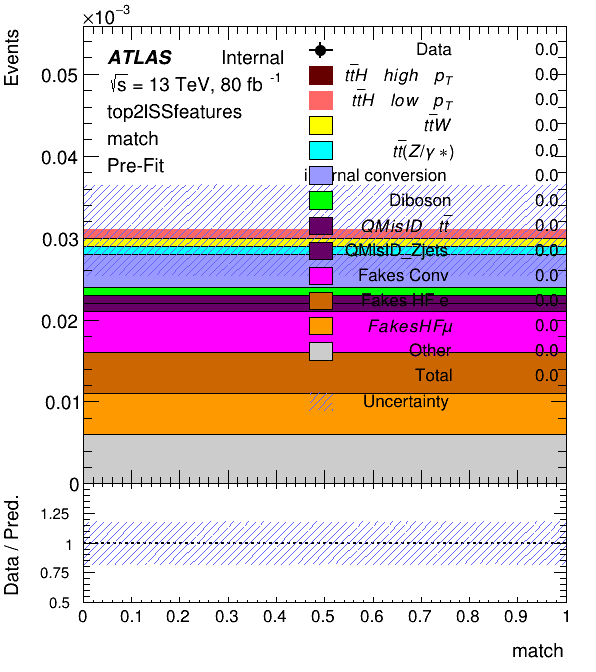 ×10⁻³
Events
ATLAS Internal
√s = 13 TeV, 80 fb⁻¹
top2lSSfeatures
match
Pre-Fit
Data 0.0
tt̄H high p_T 0.0
tt̄H low p_T 0.0
tt̄W 0.0
tt̄(Z/γ*) 0.0
internal conversion 0.0
Diboson 0.0
QMisID tt̄ 0.0
QMisID_Zjets 0.0
Fakes Conv 0.0
Fakes HF e 0.0
FakesHFμ 0.0
Other 0.0
Total 0.0
Uncertainty
0.05
0.04
0.03
0.02
0.01
0
Data / Pred.
1.25
1
0.75
0.5
0 0.1 0.2 0.3 0.4 0.5 0.6 0.7 0.8 0.9 1
match